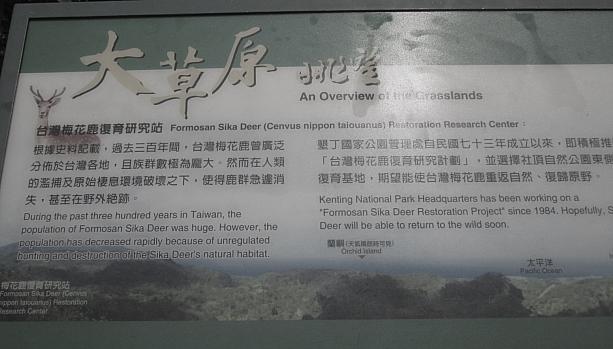 大草原 挑望
An Overview of the Grasslands
台灣梅花鹿復育研究站 Formosan Sika Deer (Cenvus nippon taiouanus) Restoration Research Center :
根據史料記載，過去三百年間，台灣梅花鹿曾廣泛
分佈於台灣各地，且族群數極為龐大。然而在人類
的濫捕及原始棲息環境破壞之下，使得鹿群急遽消
失，甚至在野外絕跡。
During the past three hundred years in Taiwan, the
population of Formosan Sika Deer was huge. However, the
population has decreased rapidly because of unregulated
hunting and destruction of the Sika Deer's natural habitat.
墾丁國家公園管理處自民國七十三年成立以來，即積極推
「台灣梅花鹿復育研究計劃」，並選擇社頂自然公園東側
復育基地，期望能使台灣梅花鹿重返自然、復歸原野。
Kenting National Park Headquarters has been working on a
"Formosan Sika Deer Restoration Project" since 1984. Hopefully, S
Deer will be able to return to the wild soon.
蘭嶼(天氣晴朗時可見)
Orchid Island
太平洋
Pacific Ocean
梅花鹿復育研究站
Formosan Sika Deer (Cenvus
nippon taiouanus) Restoration
Research Center